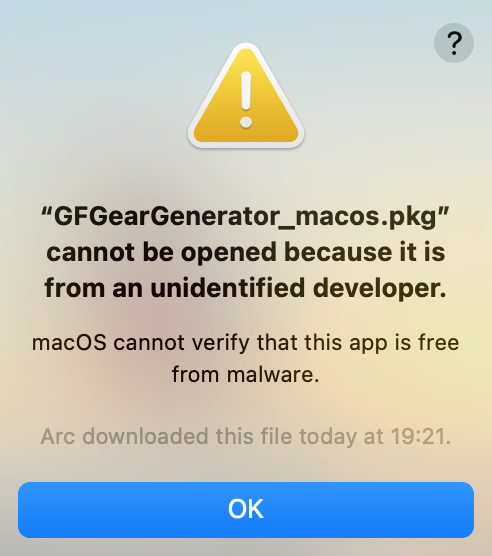 ?
“GFGearGenerator_macos.pkg”
cannot be opened because it is
from an unidentified developer.
macOS cannot verify that this app is free
from malware.
Arc downloaded this file today at 19:21.
OK